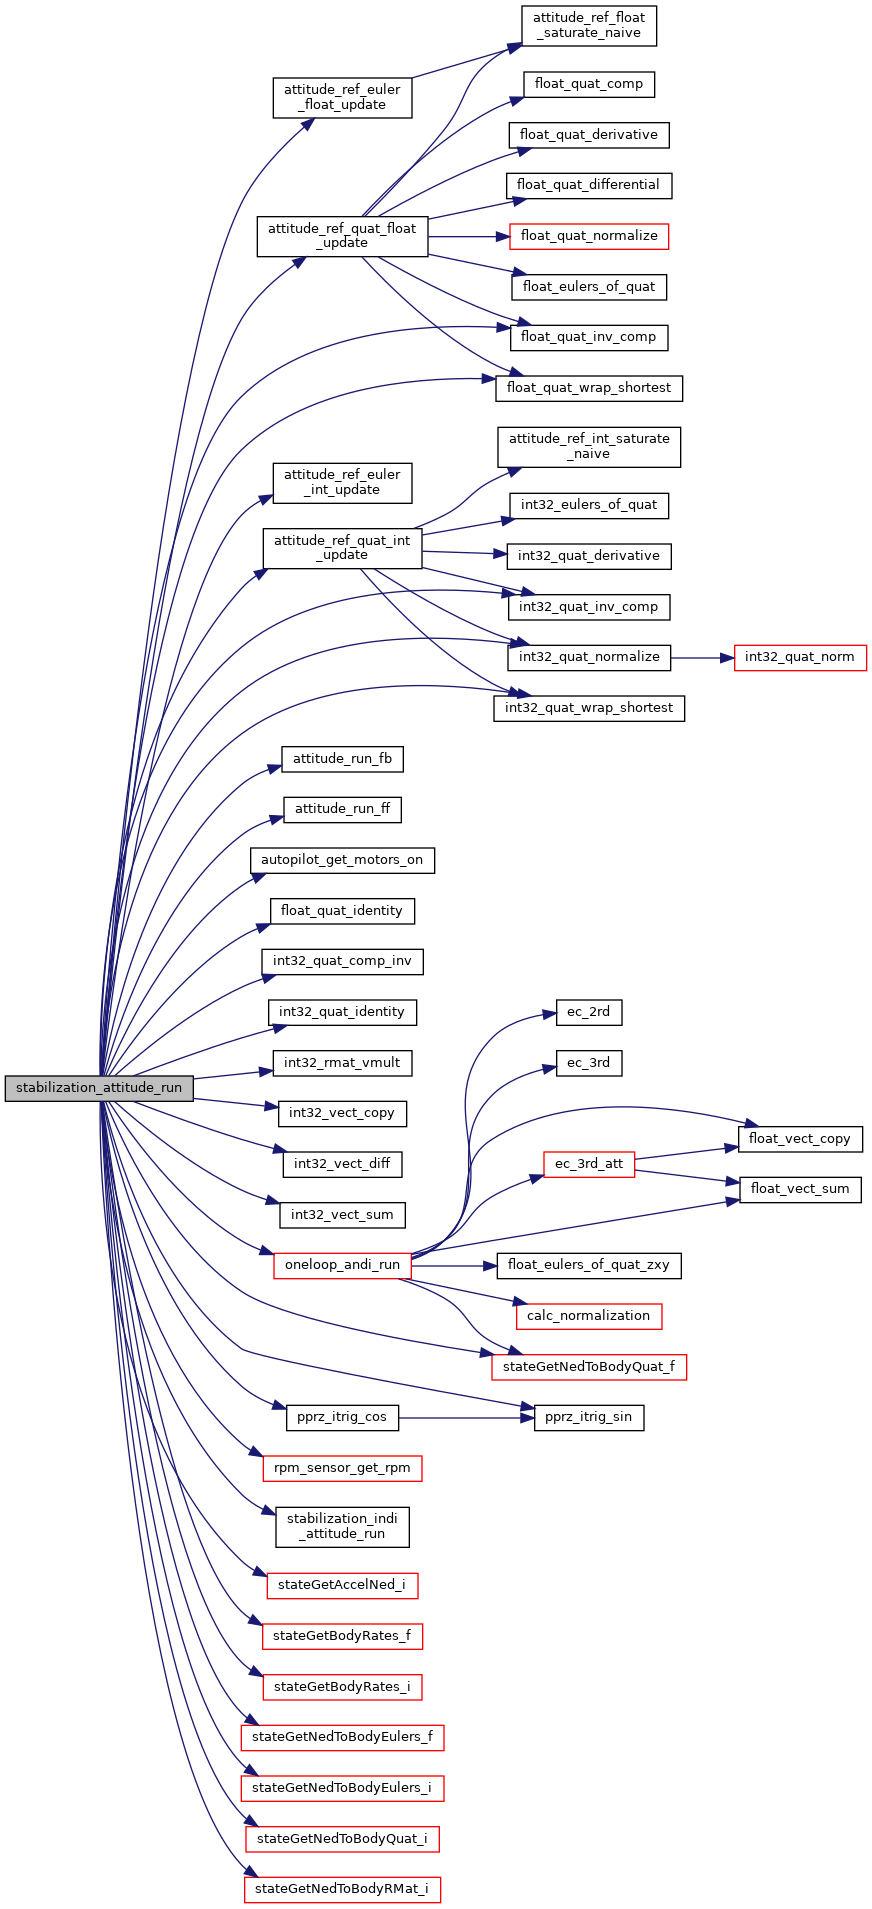 attitude_ref_float
_saturate_naive
attitude_ref_euler
_float_update
float_quat_comp
float_quat_derivative
float_quat_differential
attitude_ref_quat_float
_update
float_quat_normalize
float_eulers_of_quat
float_quat_inv_comp
float_quat_wrap_shortest
attitude_ref_int_saturate
_naive
attitude_ref_euler
_int_update
int32_eulers_of_quat
attitude_ref_quat_int
_update
int32_quat_derivative
int32_quat_inv_comp
int32_quat_normalize
int32_quat_norm
int32_quat_wrap_shortest
attitude_run_fb
attitude_run_ff
autopilot_get_motors_on
float_quat_identity
int32_quat_comp_inv
int32_quat_identity
ec_2rd
int32_rmat_vmult
ec_3rd
stabilization_attitude_run
int32_vect_copy
float_vect_copy
int32_vect_diff
ec_3rd_att
float_vect_sum
int32_vect_sum
oneloop_andi_run
float_eulers_of_quat_zxy
calc_normalization
stateGetNedToBodyQuat_f
pprz_itrig_cos
pprz_itrig_sin
rpm_sensor_get_rpm
stabilization_indi
_attitude_run
stateGetAccelNed_i
stateGetBodyRates_f
stateGetBodyRates_i
stateGetNedToBodyEulers_f
stateGetNedToBodyEulers_i
stateGetNedToBodyQuat_i
stateGetNedToBodyRMat_i